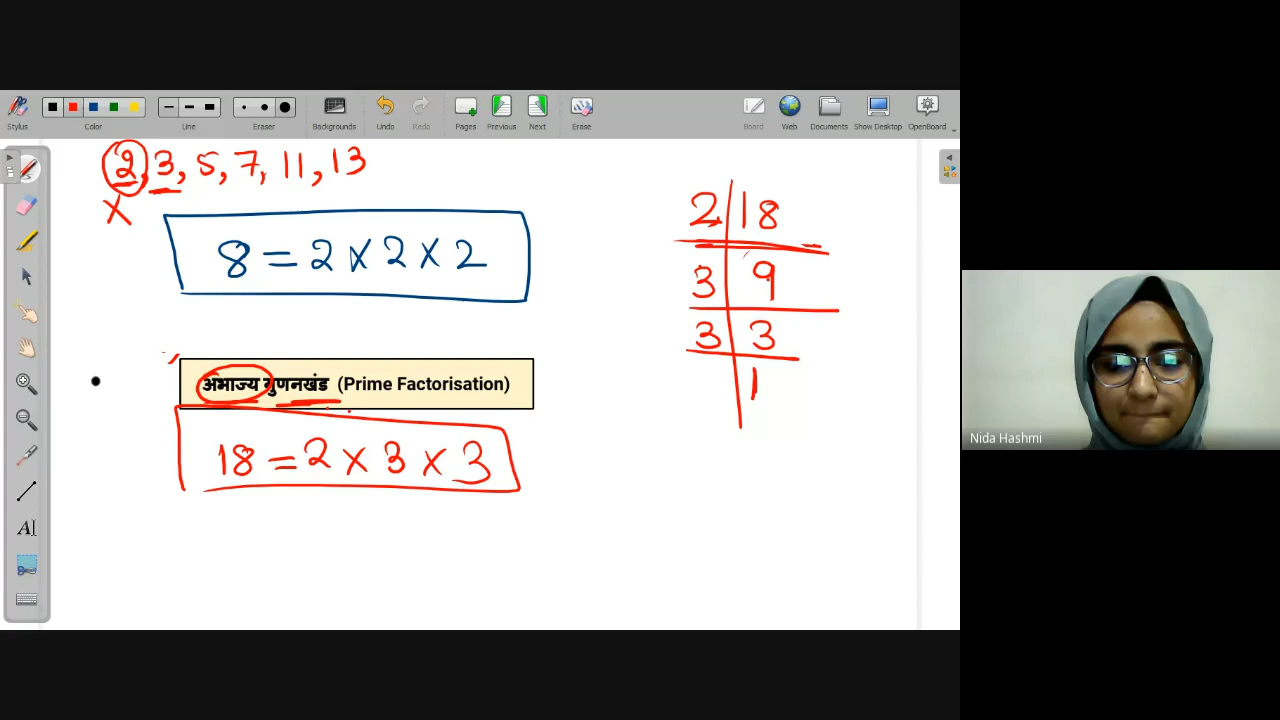 Stylus
Color
Line
Eraser
Backgrounds
Undo
Redo
Pages
Previous
Next
Erase
Board
Web
Documents
Show Desktop
OpenBoard
2, 3, 5, 7, 11, 13
X
8 = 2 × 2 × 2
अभाज्य गुणनखंड (Prime Factorisation)
18 = 2 × 3 × 3
2 | 18
3 | 9
3 | 3
| 1
Nida Hashmi